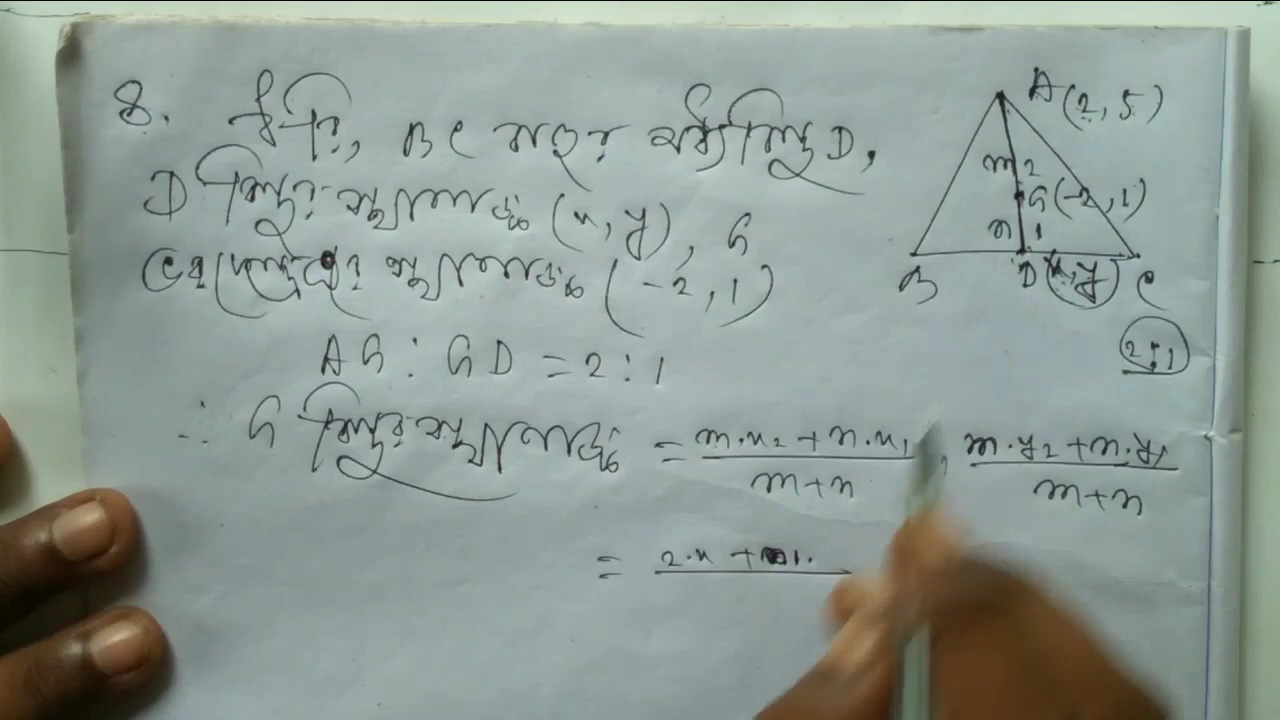 8. ধরি, BC বাহুর মধ্যবিন্দু D,
D বিন্দুর স্থানাঙ্ক (x, y), G
স্থানাঙ্ক (-2, 1)
AG : GD = 2 : 1
∴ G বিন্দুর স্থানাঙ্ক = m·x₂ + n·x₁ / m+n , m·y₂ + n·y₁ / m+n
= 2·x + 1·
A(2, 5)
m 2
G(-2, 1)
n 1
B D(x, y) C
2:1